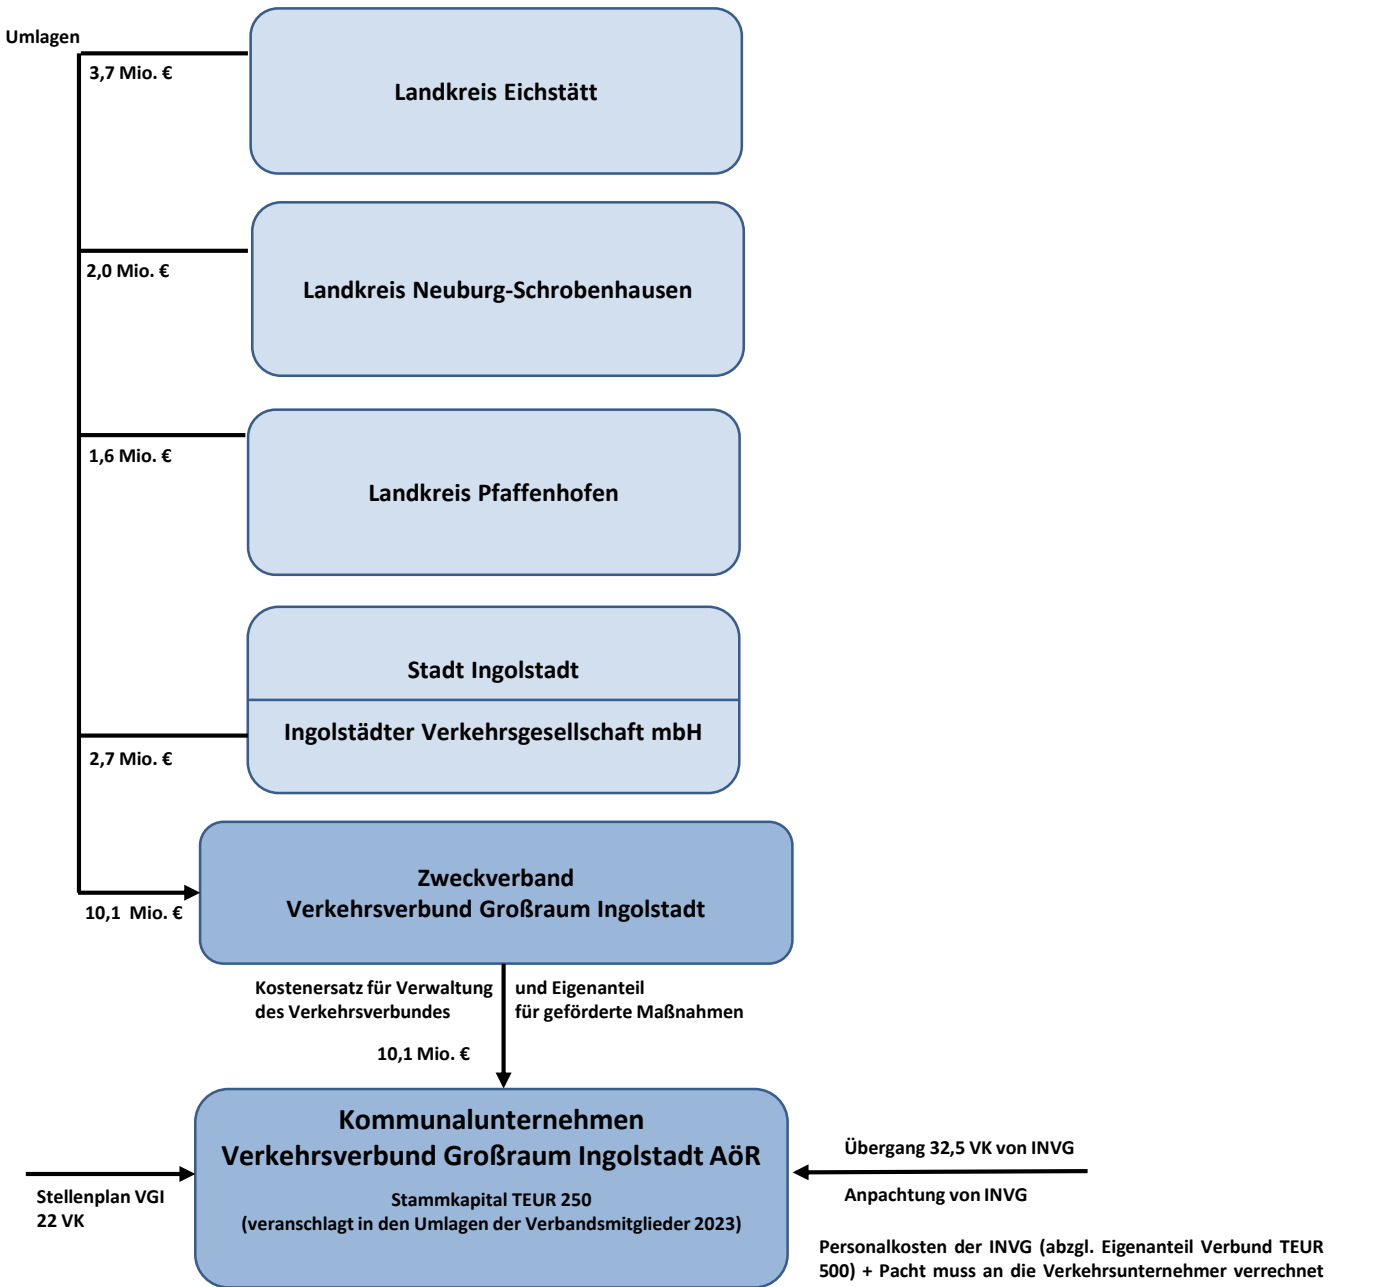 Umlagen
3,7 Mio. €
Landkreis Eichstätt
2,0 Mio. €
Landkreis Neuburg-Schrobenhausen
1,6 Mio. €
Landkreis Pfaffenhofen
Stadt Ingolstadt
Ingolstädter Verkehrsgesellschaft mbH
2,7 Mio. €
Zweckverband
Verkehrsverbund Großraum Ingolstadt
10,1 Mio. €
Kostenersatz für Verwaltung
des Verkehrsverbundes
und Eigenanteil
für geförderte Maßnahmen
10,1 Mio. €
Kommunalunternehmen
Verkehrsverbund Großraum Ingolstadt AöR
Stammkapital TEUR 250
(veranschlagt in den Umlagen der Verbandsmitglieder 2023)
Stellenplan VGI
22 VK
Übergang 32,5 VK von INVG
Anpachtung von INVG
Personalkosten der INVG (abzgl. Eigenanteil Verbund TEUR
500) + Pacht muss an die Verkehrsunternehmer verrechnet